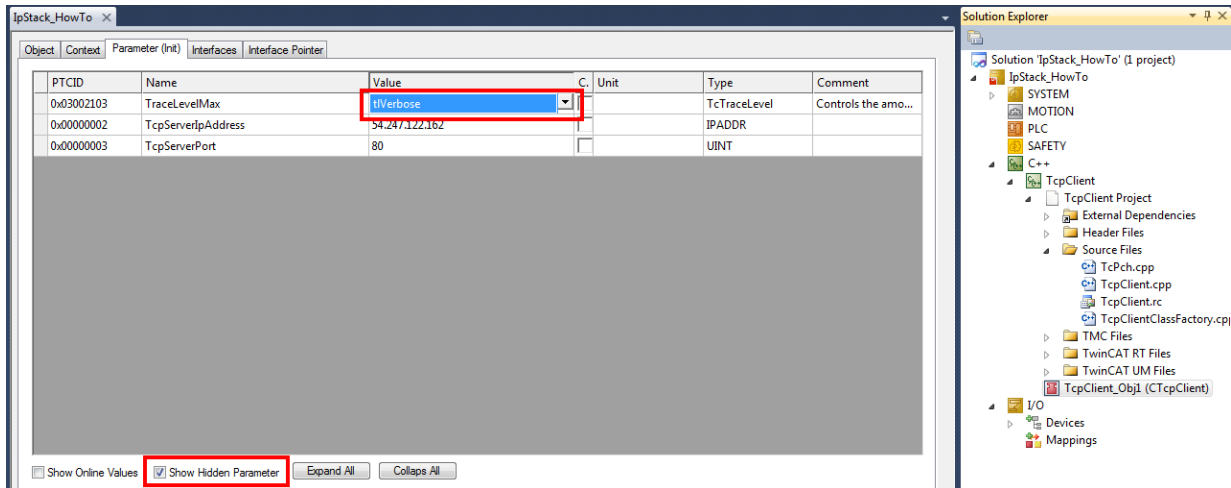 IpStack_HowTo
Object Context Parameter (Init) Interfaces Interface Pointer
PTCID Name Value C. Unit Type Comment
0x03002103 TraceLevelMax tlVerbose TcTraceLevel Controls the amo...
0x00000002 TcpServerIpAddress 54.247.122.162 IPADDR
0x00000003 TcpServerPort 80 UINT
Show Online Values Show Hidden Parameter Expand All Collaps All
Solution Explorer
Solution 'IpStack_HowTo' (1 project)
IpStack_HowTo
SYSTEM
MOTION
PLC
SAFETY
C++
TcpClient
TcpClient Project
External Dependencies
Header Files
Source Files
TcPch.cpp
TcpClient.cpp
TcpClient.rc
TcpClientClassFactory.cpp
TMC Files
TwinCAT RT Files
TwinCAT UM Files
TcpClient_Obj1 (CTcpClient)
I/O
Devices
Mappings